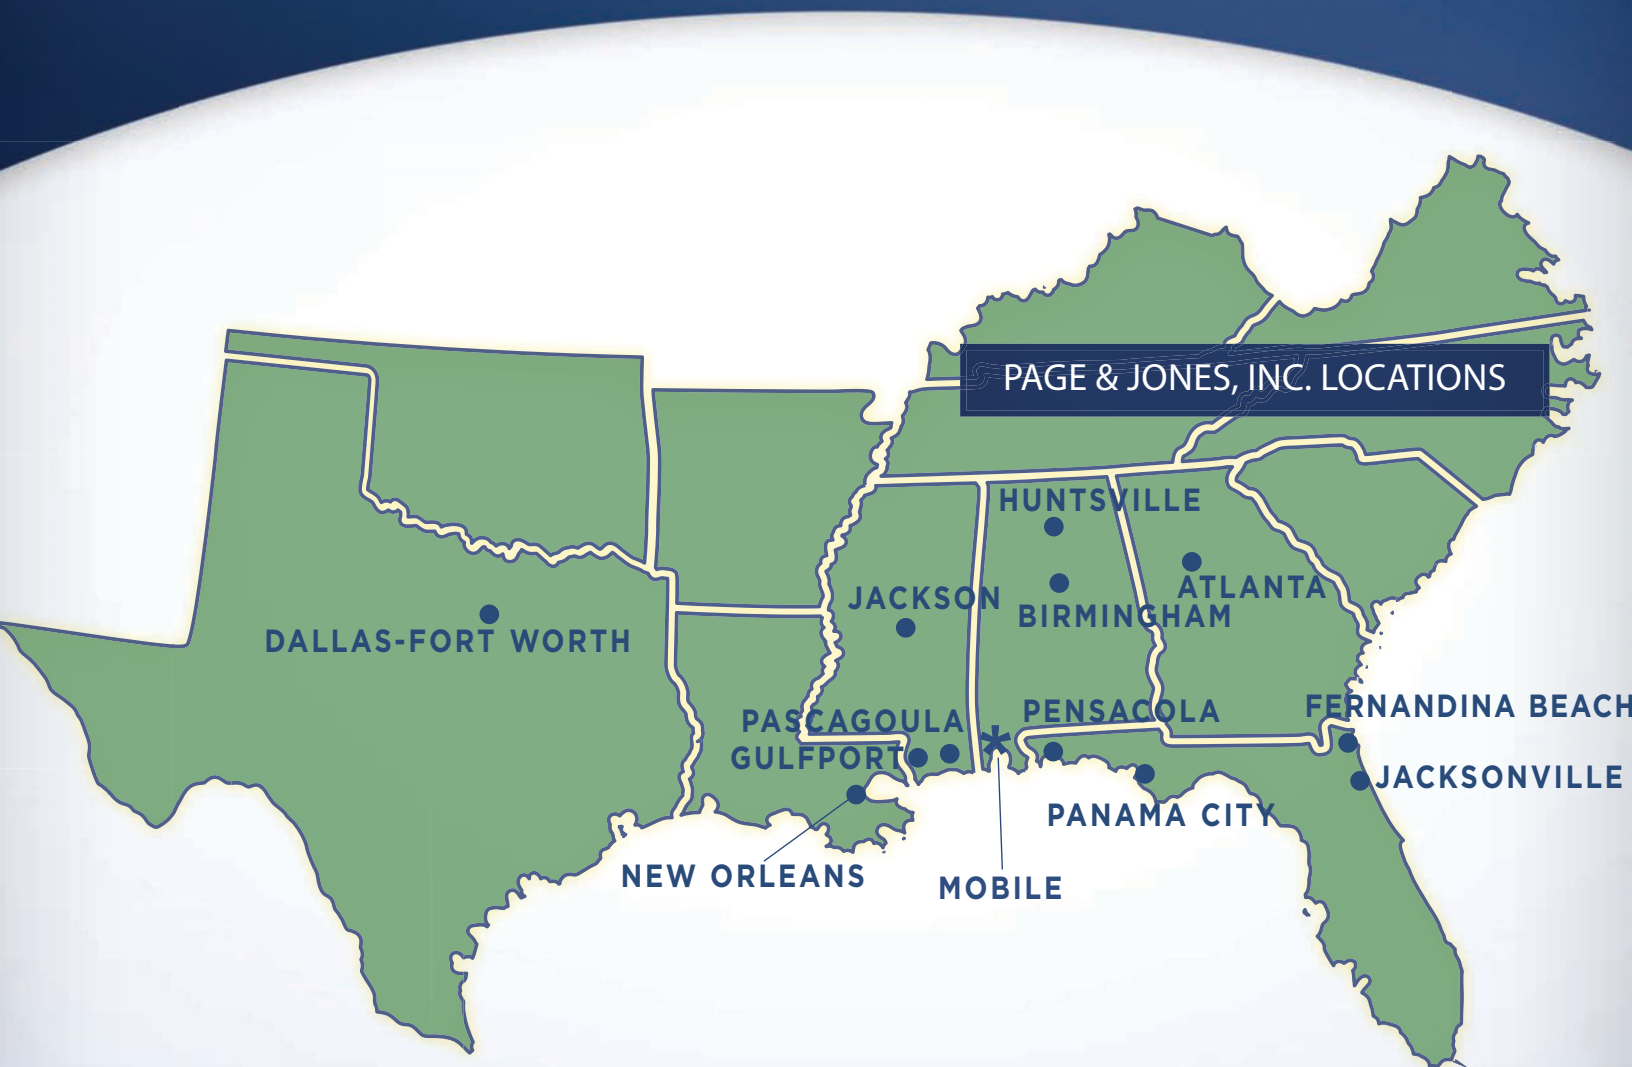 PAGE & JONES, INC. LOCATIONS
HUNTSVILLE
ATLANTA
JACKSON
BIRMINGHAM
DALLAS-FORT WORTH
FERNANDINA BEACH
PENSACOLA
PASCAGOULA
GULFPORT
*
JACKSONVILLE
PANAMA CITY
NEW ORLEANS
MOBILE